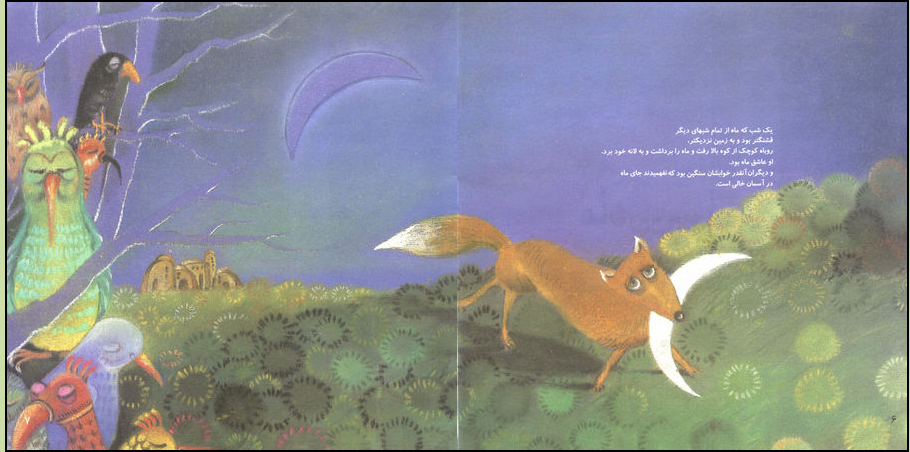 یک شب که ماه از تمام شبهای دیگر
قشنگتر بود و به زمین نزدیکتر،
روباه کوچک از کوه بالا رفت و ماه را برداشت و به لانه خود برد.
او عاشق ماه بود.
و دیگران آنقدر خوابشان سنگین بود که نفهمیدند جای ماه
در آسمان خالی است.
۶